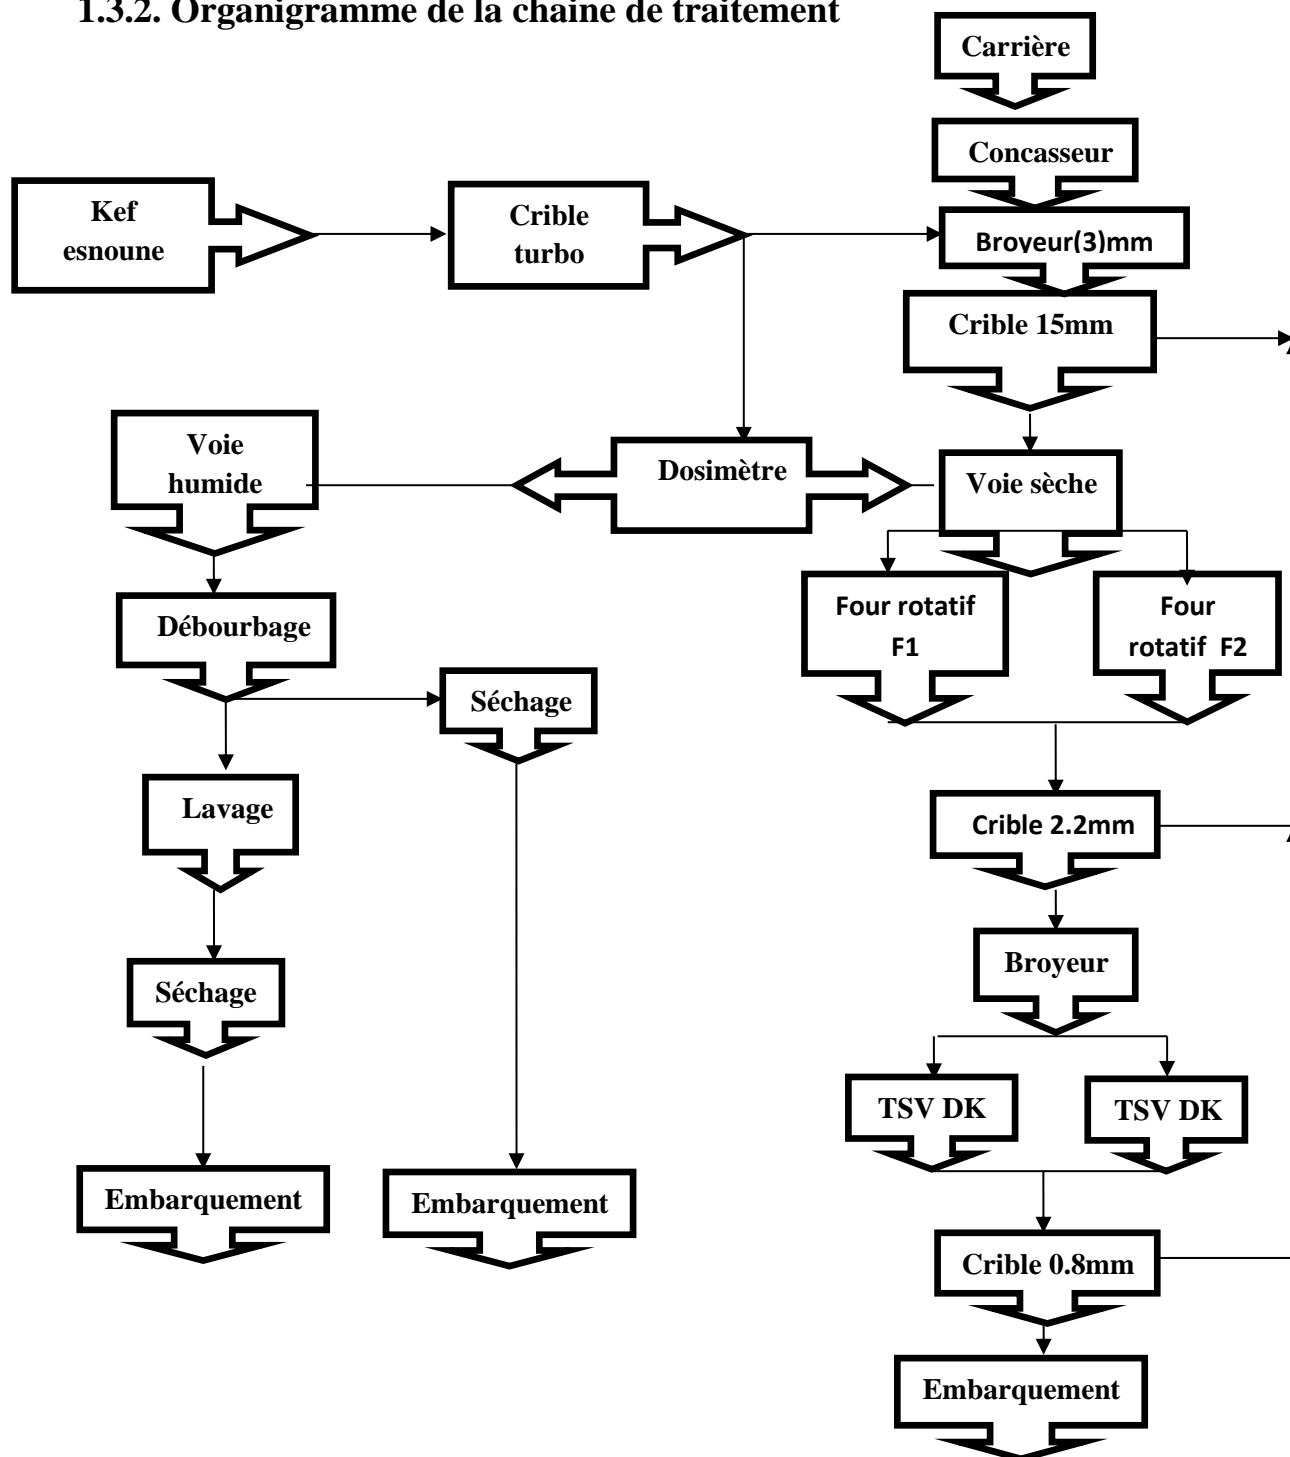 1.3.2. Organigramme de la chaine de traitement
Carrière
Concasseur
Kef
esnoune
Crible
turbo
Broyeur(3)mm
Crible 15mm
Voie
humide
Dosimètre
Voie sèche
Four rotatif
F1
Four
rotatif F2
Débourbage
Séchage
Lavage
Crible 2.2mm
Broyeur
Séchage
TSV DK
TSV DK
Embarquement
Embarquement
Crible 0.8mm
Embarquement